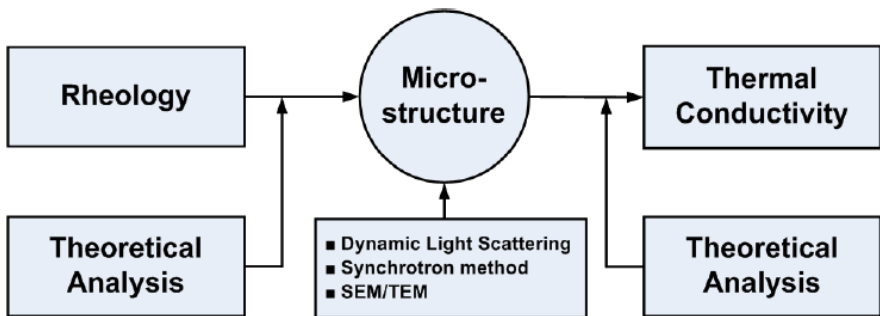 Rheology
Micro-
structure
Thermal
Conductivity
Theoretical
Analysis
■ Dynamic Light Scattering
■ Synchrotron method
■ SEM/TEM
Theoretical
Analysis